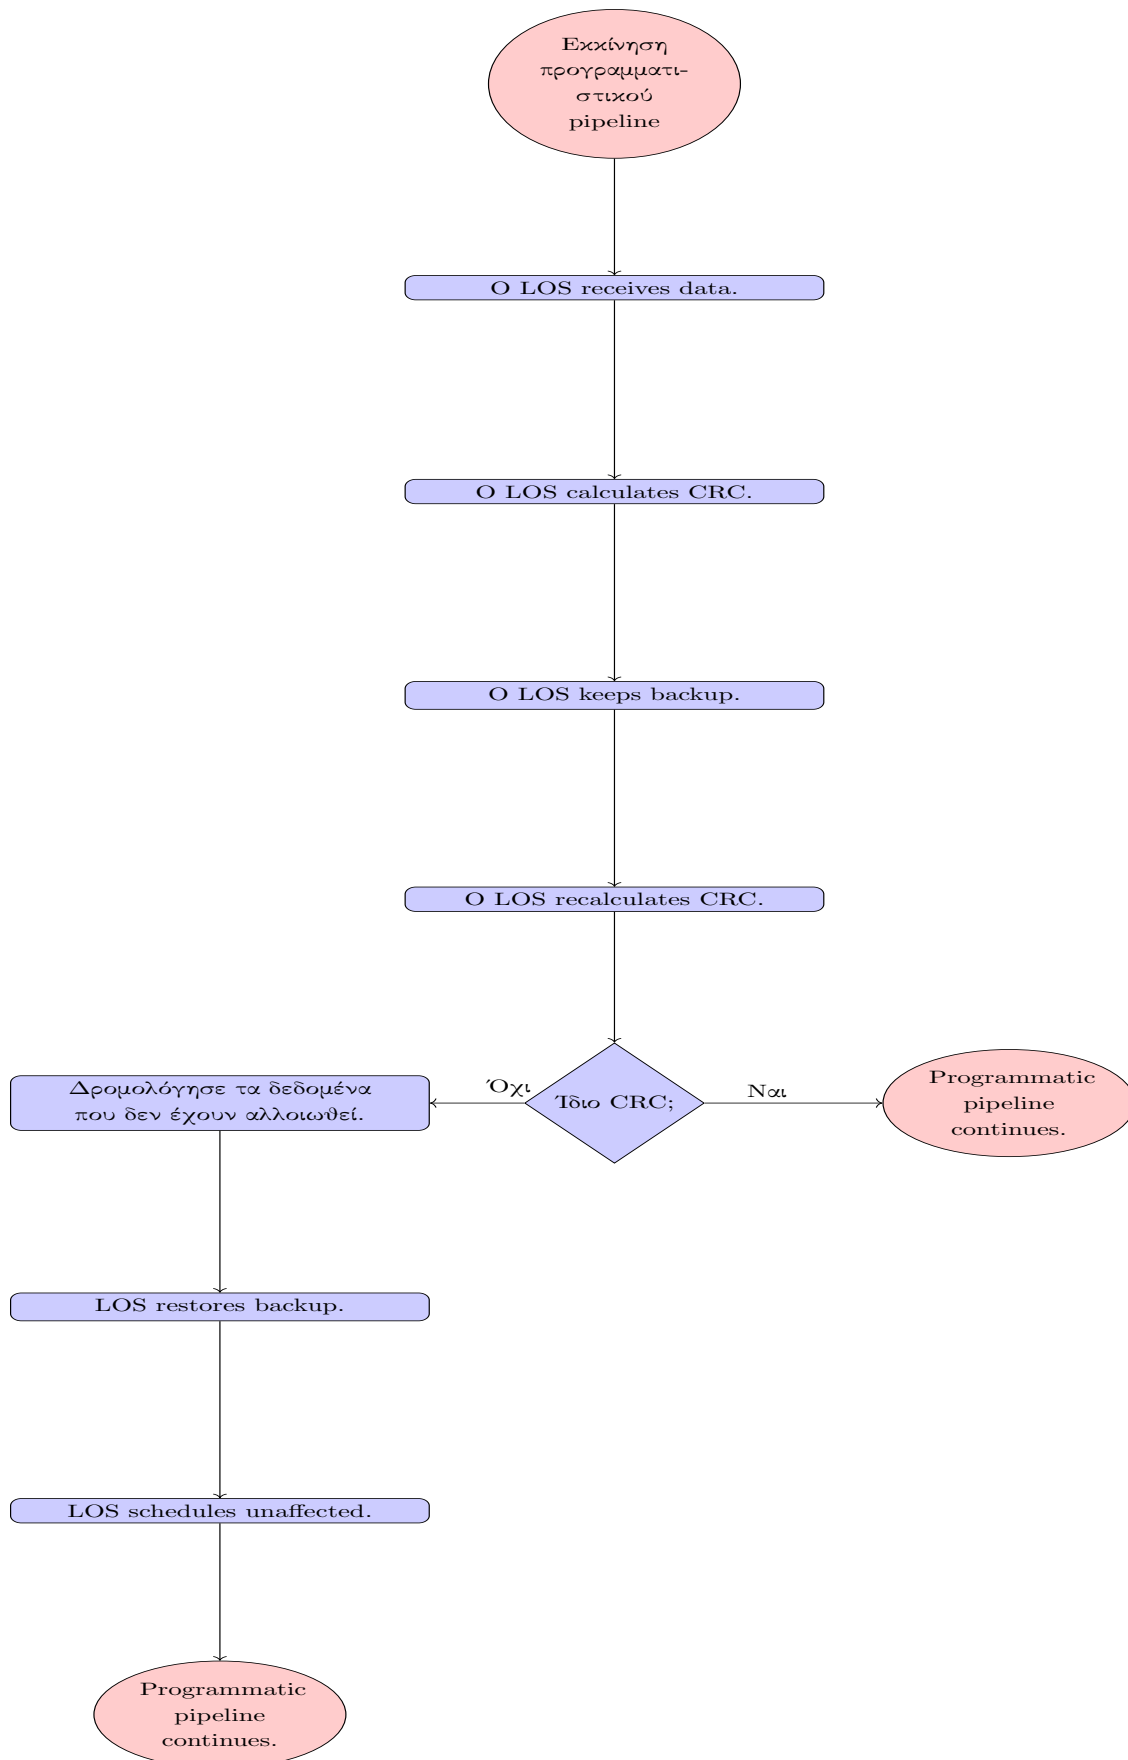 Εκκίνηση
προγραμματι-
στικού
pipeline
Ο LOS receives data.
Ο LOS calculates CRC.
Ο LOS keeps backup.
Ο LOS recalculates CRC.
Δρομολόγησε τα δεδομένα
που δεν έχουν αλλοιωθεί.
Όχι
Ίδιο CRC;
Ναι
Programmatic
pipeline
continues.
LOS restores backup.
LOS schedules unaffected.
Programmatic
pipeline
continues.